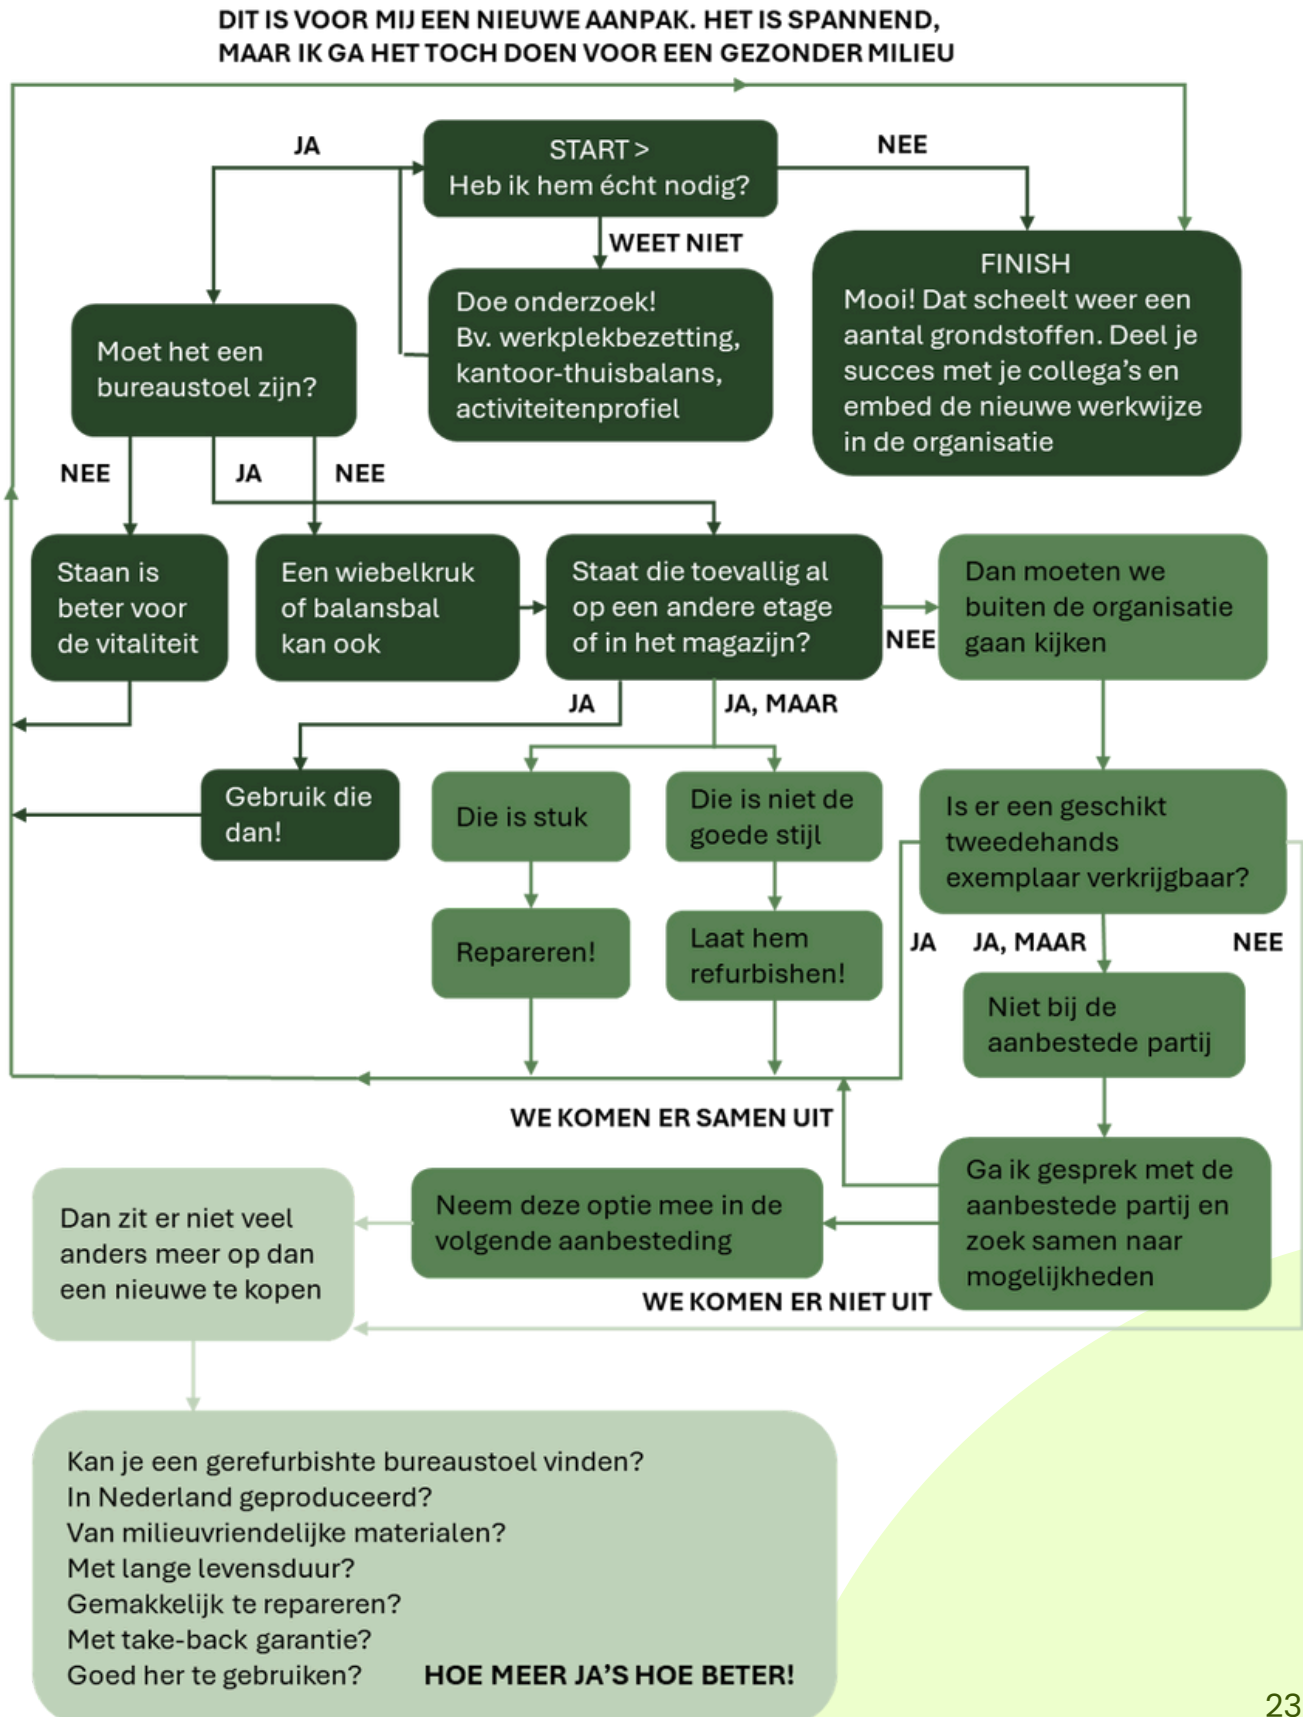 DIT IS VOOR MIJ EEN NIEUWE AANPAK. HET IS SPANNEND,
MAAR IK GA HET TOCH DOEN VOOR EEN GEZONDER MILIEU
JA
START >
Heb ik hem écht nodig?
NEE
WEET NIET
Doe onderzoek!
Bv. werkplekbezetting,
kantoor-thuisbalans,
activiteitenprofiel
FINISH
Mooi! Dat scheelt weer een
aantal grondstoffen. Deel je
succes met je collega's en
embed de nieuwe werkwijze
in de organisatie
Moet het een
bureaustoel zijn?
NEE
JA
NEE
Staan is
beter voor
de vitaliteit
Een wiebelkruk
of balansbal
kan ook
Staat die toevallig al
op een andere etage
of in het magazijn?
NEE
Dan moeten we
buiten de organisatie
gaan kijken
JA
JA, MAAR
Gebruik die
dan!
Die is stuk
Die is niet de
goede stijl
Is er een geschikt
tweedehands
exemplaar verkrijgbaar?
Repareren!
Laat hem
refurbishen!
JA
JA, MAAR
NEE
Niet bij de
aanbestede partij
WE KOMEN ER SAMEN UIT
Ga ik gesprek met de
aanbestede partij en
zoek samen naar
mogelijkheden
Neem deze optie mee in de
volgende aanbesteding
Dan zit er niet veel
anders meer op dan
een nieuwe te kopen
WE KOMEN ER NIET UIT
Kan je een gerefurbishte bureaustoel vinden?
In Nederland geproduceerd?
Van milieuvriendelijke materialen?
Met lange levensduur?
Gemakkelijk te repareren?
Met take-back garantie?
Goed her te gebruiken?
HOE MEER JA'S HOE BETER!
23